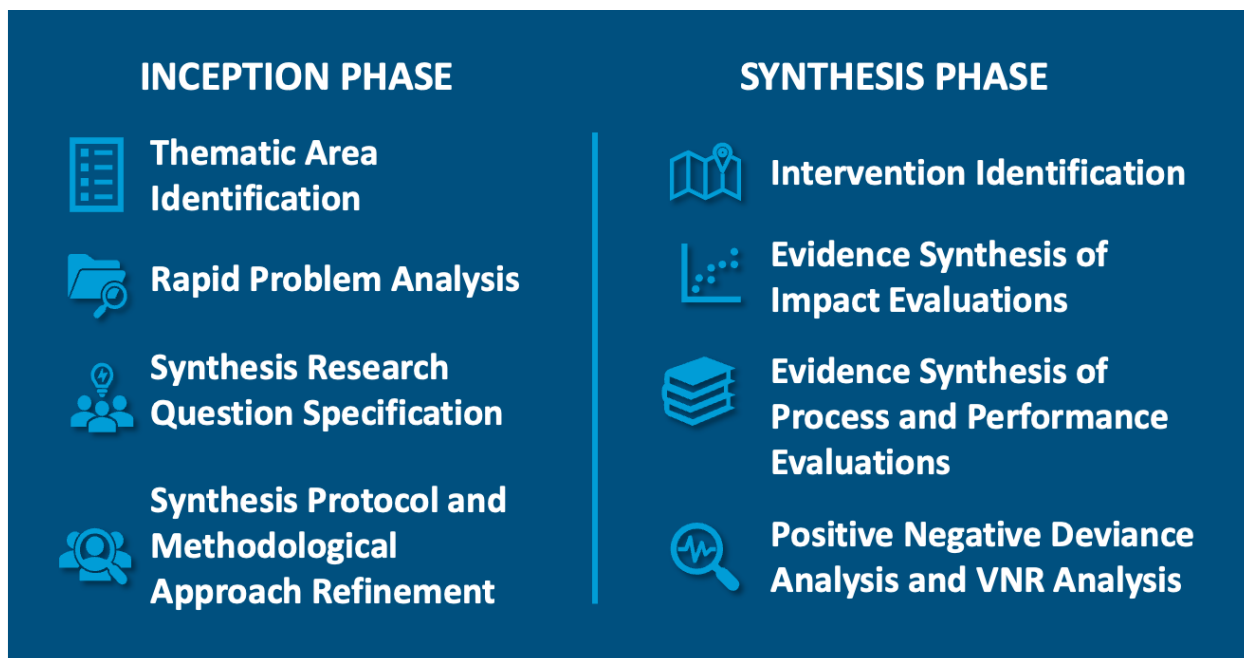 INCEPTION PHASE
Thematic Area
Identification
Rapid Problem Analysis
Synthesis Research
Question Specification
Synthesis Protocol and
Methodological
Approach Refinement
SYNTHESIS PHASE
Intervention Identification
Evidence Synthesis of
Impact Evaluations
Evidence Synthesis of
Process and Performance
Evaluations
Positive Negative Deviance
Analysis and VNR Analysis